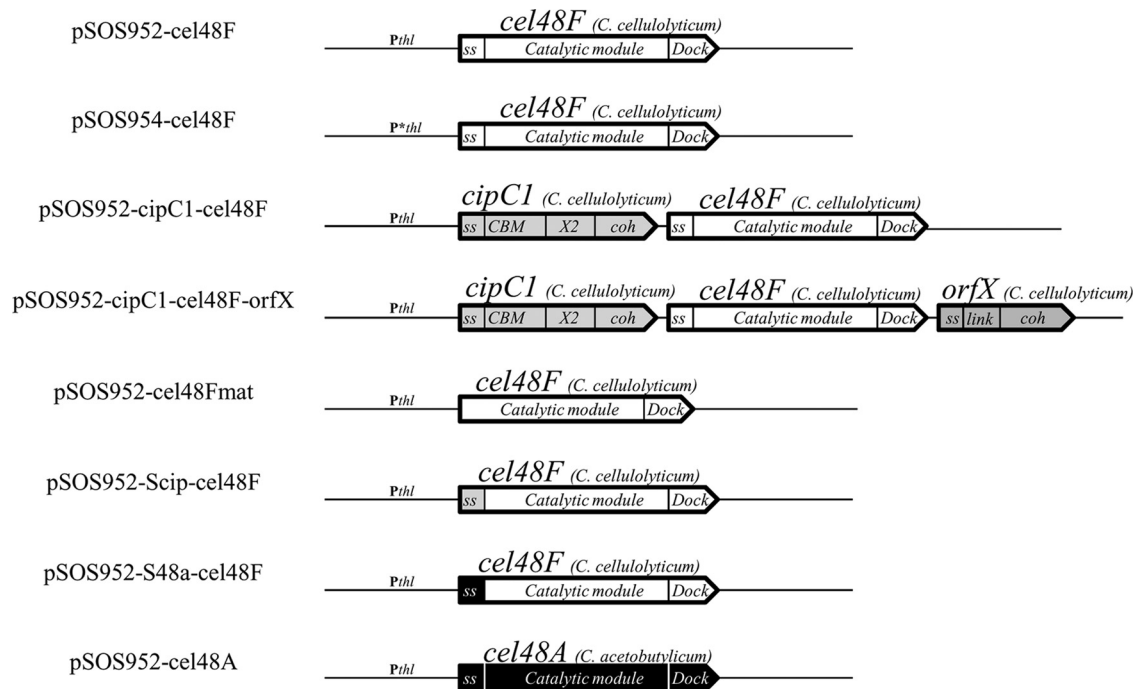 pSOS952-cel48F
cel48F (C. cellulolyticum)
Pthl
ss Catalytic module Dock
pSOS954-cel48F
cel48F (C. cellulolyticum)
P*thl
ss Catalytic module Dock
pSOS952-cipC1-cel48F
cipC1 (C. cellulolyticum) cel48F (C. cellulolyticum)
Pthl
ss CBM X2 coh ss Catalytic module Dock
pSOS952-cipC1-cel48F-orfX
cipC1 (C. cellulolyticum) cel48F (C. cellulolyticum) orfX (C. cellulolyticum)
Pthl
ss CBM X2 coh ss Catalytic module Dock ss link coh
pSOS952-cel48Fmat
cel48F (C. cellulolyticum)
Pthl
Catalytic module Dock
pSOS952-Scip-cel48F
cel48F (C. cellulolyticum)
Pthl
ss Catalytic module Dock
pSOS952-S48a-cel48F
cel48F (C. cellulolyticum)
Pthl
ss Catalytic module Dock
pSOS952-cel48A
cel48A (C. acetobutylicum)
Pthl
ss Catalytic module Dock